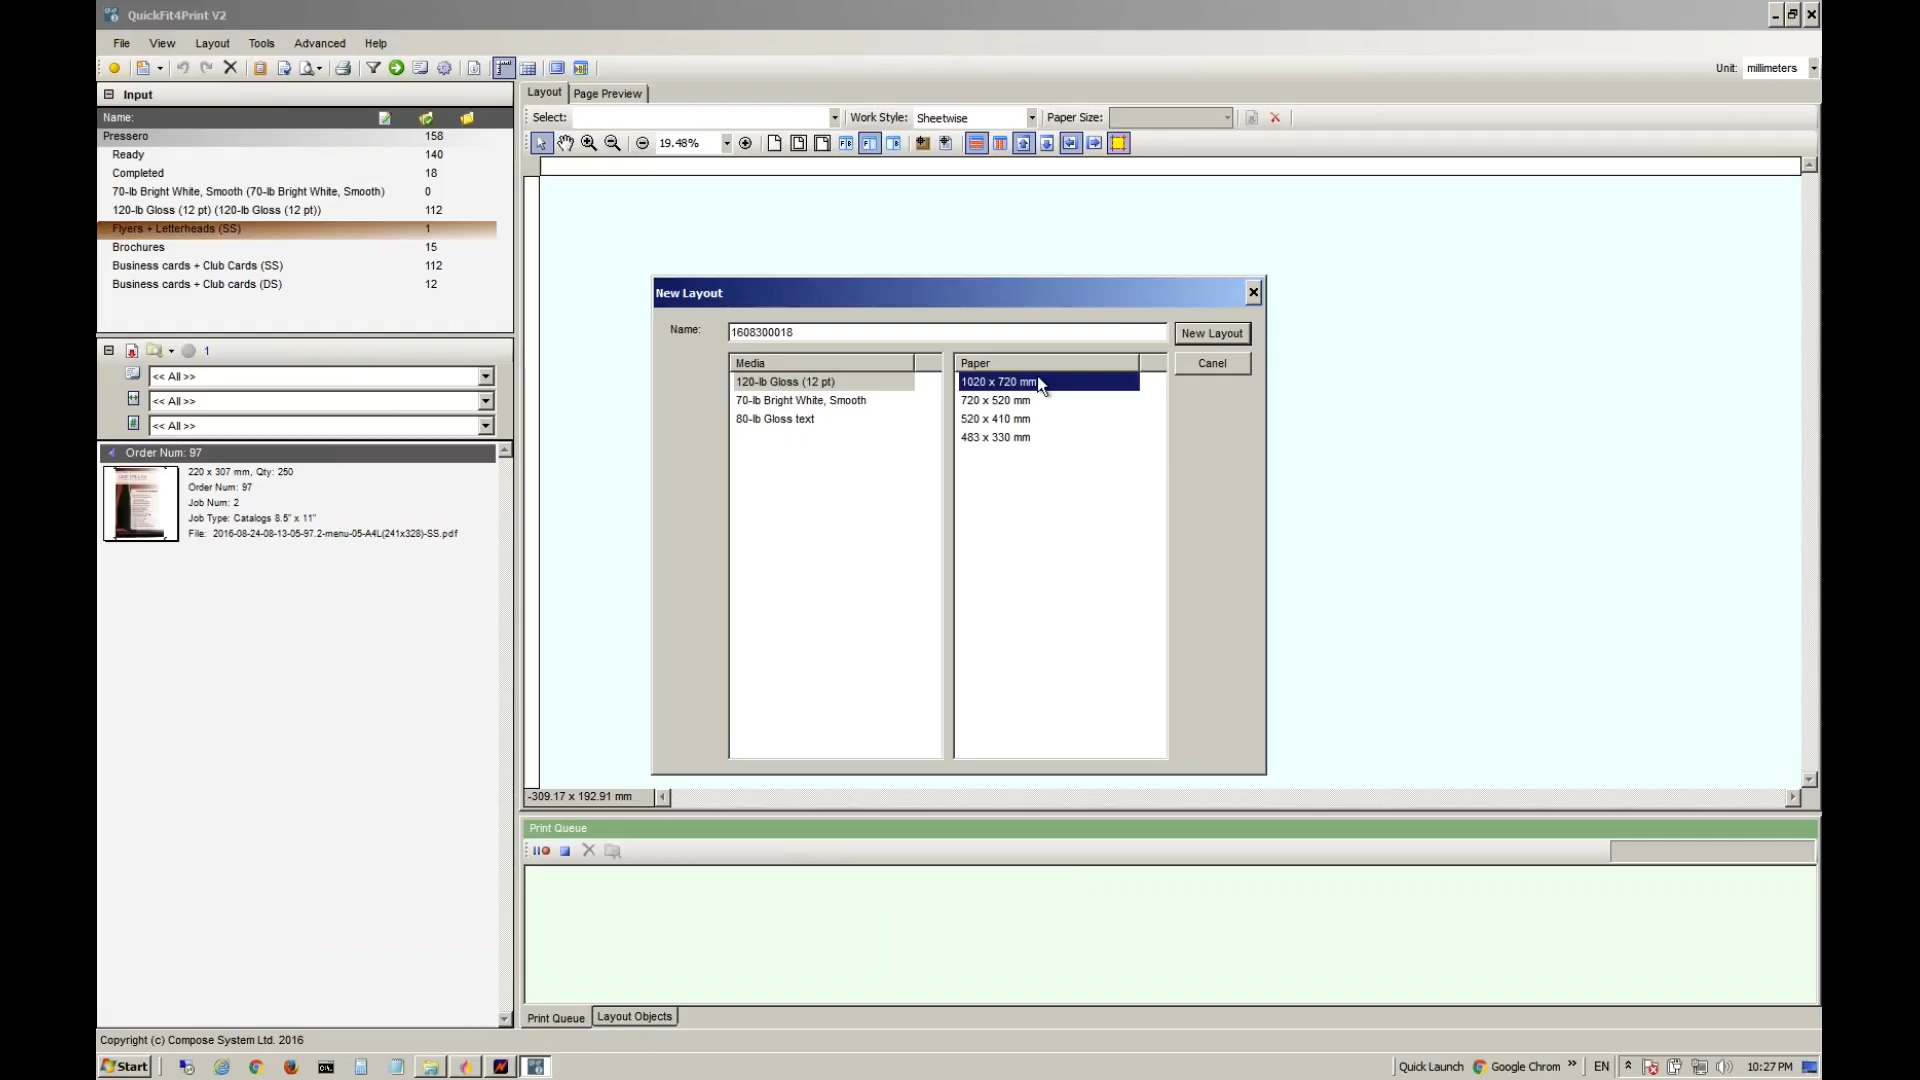 QuickFit4Print V2
File View Layout Tools Advanced Help
Unit: millimeters
Input
Name:
Pressero 158
Ready 140
Completed 18
70-lb Bright White, Smooth (70-lb Bright White, Smooth) 0
120-lb Gloss (12 pt) (120-lb Gloss (12 pt)) 112
Flyers + Letterheads (SS) 1
Brochures 15
Business cards + Club Cards (SS) 112
Business cards + Club cards (DS) 12
1
<< All >>
<< All >>
<< All >>
Order Num: 97
220 x 307 mm, Qty: 250
Order Num: 97
Job Num: 2
Job Type: Catalogs 8.5" x 11"
File: 2016-08-24-08-13-05-97.2-menu-05-A4L(241x328)-SS.pdf
Layout Page Preview
Select: Work Style: Sheetwise Paper Size:
19.48%
New Layout
Name: 1608300018 New Layout
Canel
Media Paper
120-lb Gloss (12 pt) 1020 x 720 mm
70-lb Bright White, Smooth 720 x 520 mm
80-lb Gloss text 520 x 410 mm
483 x 330 mm
-309.17 x 192.91 mm
Print Queue
Print Queue Layout Objects
Copyright (c) Compose System Ltd. 2016
Start Quick Launch Google Chrom EN 10:27 PM